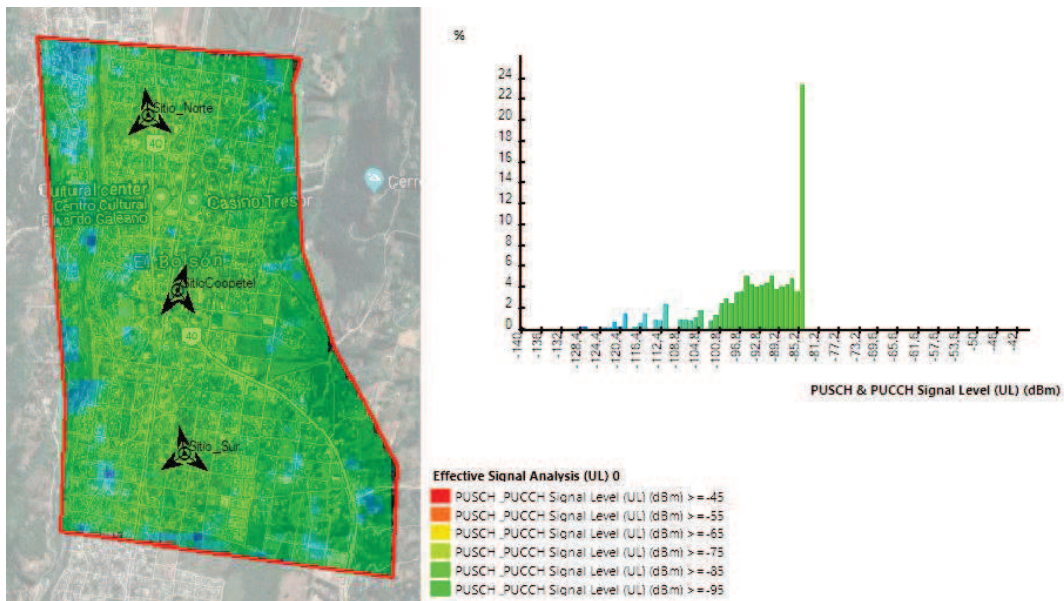 Sitio_Norte
40
Cultural center
Centro Cultural
Eduardo Galeano
Casino Tresor
Cerr
El Bolsón
SitioCoopetel
40
Sitio_Sur
%
24
22
20
18
16
14
12
10
8
6
4
2
0
-140
-136
-132
-128.4
-124.4
-120.4
-116.4
-112.4
-108.8
-104.8
-100.8
-96.8
-92.8
-89.2
-85.2
-81.2
-77.2
-73.2
-69.6
-65.6
-61.6
-57.6
-53.6
-50
-46
-42
PUSCH & PUCCH Signal Level (UL) (dBm)
Effective Signal Analysis (UL) 0
PUSCH_PUCCH Signal Level (UL) (dBm) >=-45
PUSCH_PUCCH Signal Level (UL) (dBm) >=-55
PUSCH_PUCCH Signal Level (UL) (dBm) >=-65
PUSCH_PUCCH Signal Level (UL) (dBm) >=-75
PUSCH_PUCCH Signal Level (UL) (dBm) >=-85
PUSCH_PUCCH Signal Level (UL) (dBm) >=-95